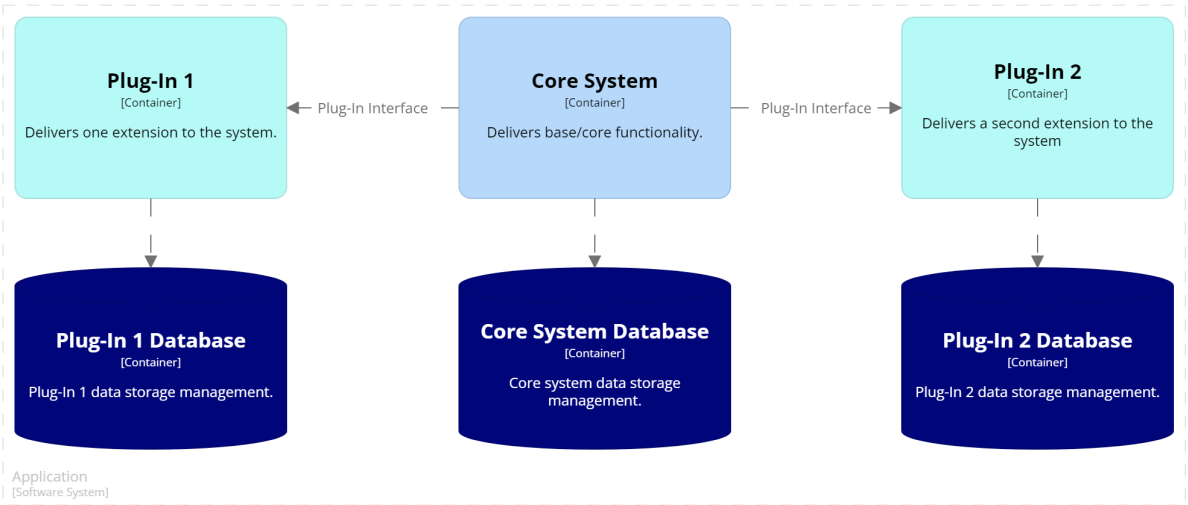 Plug-In 1
[Container]
Delivers one extension to the system.
Plug-In Interface
Core System
[Container]
Delivers base/core functionality.
Plug-In Interface
Plug-In 2
[Container]
Delivers a second extension to the
system
Plug-In 1 Database
[Container]
Plug-In 1 data storage management.
Core System Database
[Container]
Core system data storage
management.
Plug-In 2 Database
[Container]
Plug-In 2 data storage management.
Application
[Software System]